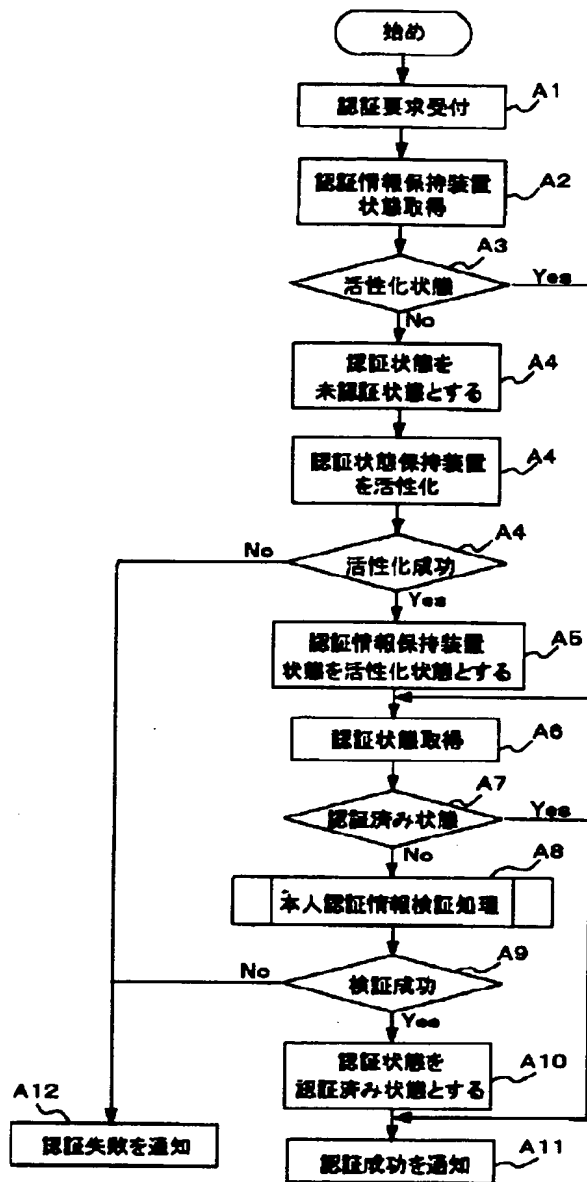 始め
認証要求受付
A1
認証情報保持装置
状態取得
A2
A3
活性化状態
Yes
No
認証状態を
未認証状態とする
A4
認証状態保持装置
を活性化
A4
A4
No
活性化成功
Yes
認証情報保持装置
状態を活性化状態とする
A5
認証状態取得
A6
A7
認証済み状態
Yes
No
A8
本人認証情報検証処理
A9
No
検証成功
Yes
認証状態を
認証済み状態とする
A10
A12
認証失敗を通知
認証成功を通知
A11